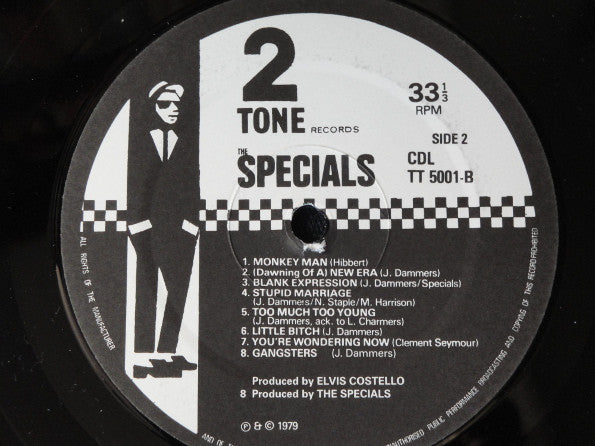 2
TONE RECORDS
THE
SPECIALS
33 1/3
RPM
SIDE 2
CDL
TT 5001-B
1. MONKEY MAN (Hibbert)
2. (Dawning Of A) NEW ERA (J. Dammers)
3. BLANK EXPRESSION (J. Dammers/Specials)
4. STUPID MARRIAGE
(J. Dammers/N. Staple/M. Harrison)
5. TOO MUCH TOO YOUNG
(J. Dammers, ack. to L. Charmers)
6. LITTLE BITCH (J. Dammers)
7. YOU'RE WONDERING NOW (Clement Seymour)
8. GANGSTERS (J. Dammers)
Produced by ELVIS COSTELLO
8 Produced by THE SPECIALS
℗ & © 1979
ALL RIGHTS OF THE MANUFACTURER
PUBLIC PERFORMANCE BROADCASTING AND COPYING OF THIS RECORD PROHIBITED